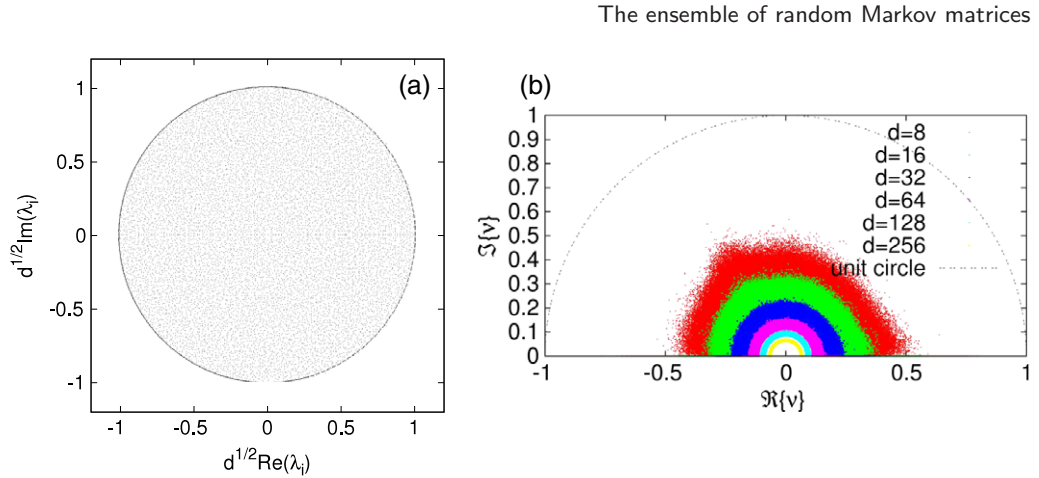 The ensemble of random Markov matrices
(a)
1
0.5
0
-0.5
-1
d^{1/2}Im(λ_i)
-1
-0.5
0
0.5
1
d^{1/2}Re(λ_i)
(b)
1
0.9
0.8
0.7
0.6
0.5
0.4
0.3
0.2
0.1
0
ℑ{ν}
d=8
d=16
d=32
d=64
d=128
d=256
unit circle
-1
-0.5
0
0.5
1
ℜ{ν}